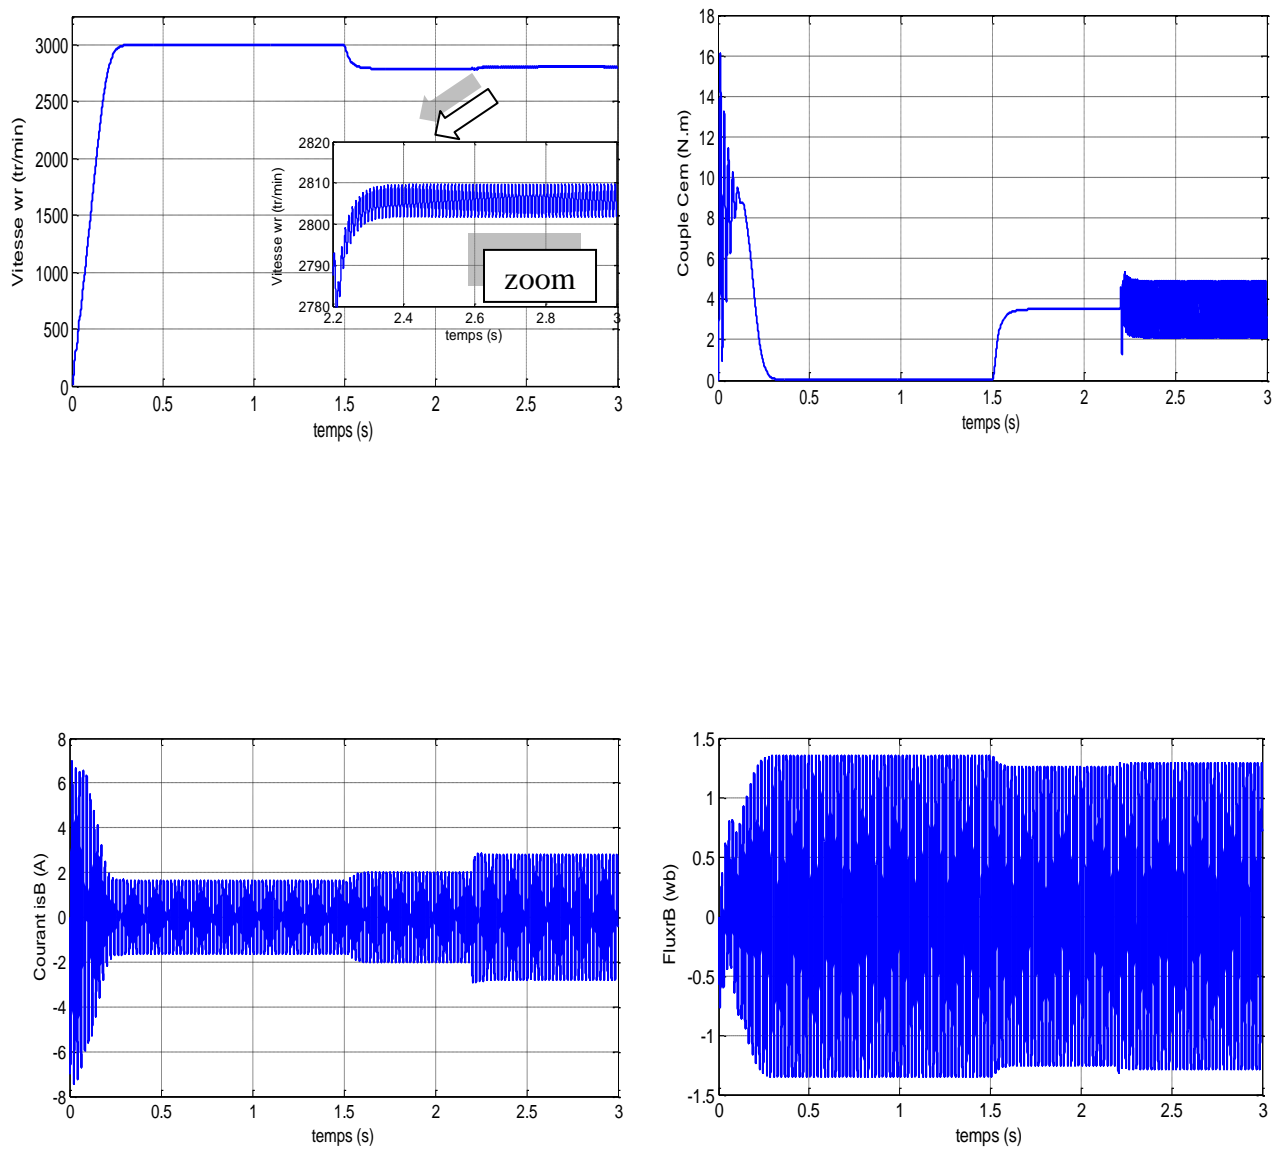 Vitesse wr (tr/min)
3000
2500
2000
1500
1000
500
0
0 0.5 1 1.5 2 2.5 3
temps (s)
Vitesse wr (tr/min)
2820
2810
2800
2790
2780
2.2 2.4 2.6 2.8 3
temps (s)
zoom
Couple Cem (N.m)
18
16
14
12
10
8
6
4
2
0
0 0.5 1 1.5 2 2.5 3
temps (s)
Courant isB (A)
8
6
4
2
0
-2
-4
-6
-8
0 0.5 1 1.5 2 2.5 3
temps (s)
FluxrB (wb)
1.5
1
0.5
0
-0.5
-1
-1.5
0 0.5 1 1.5 2 2.5 3
temps (s)